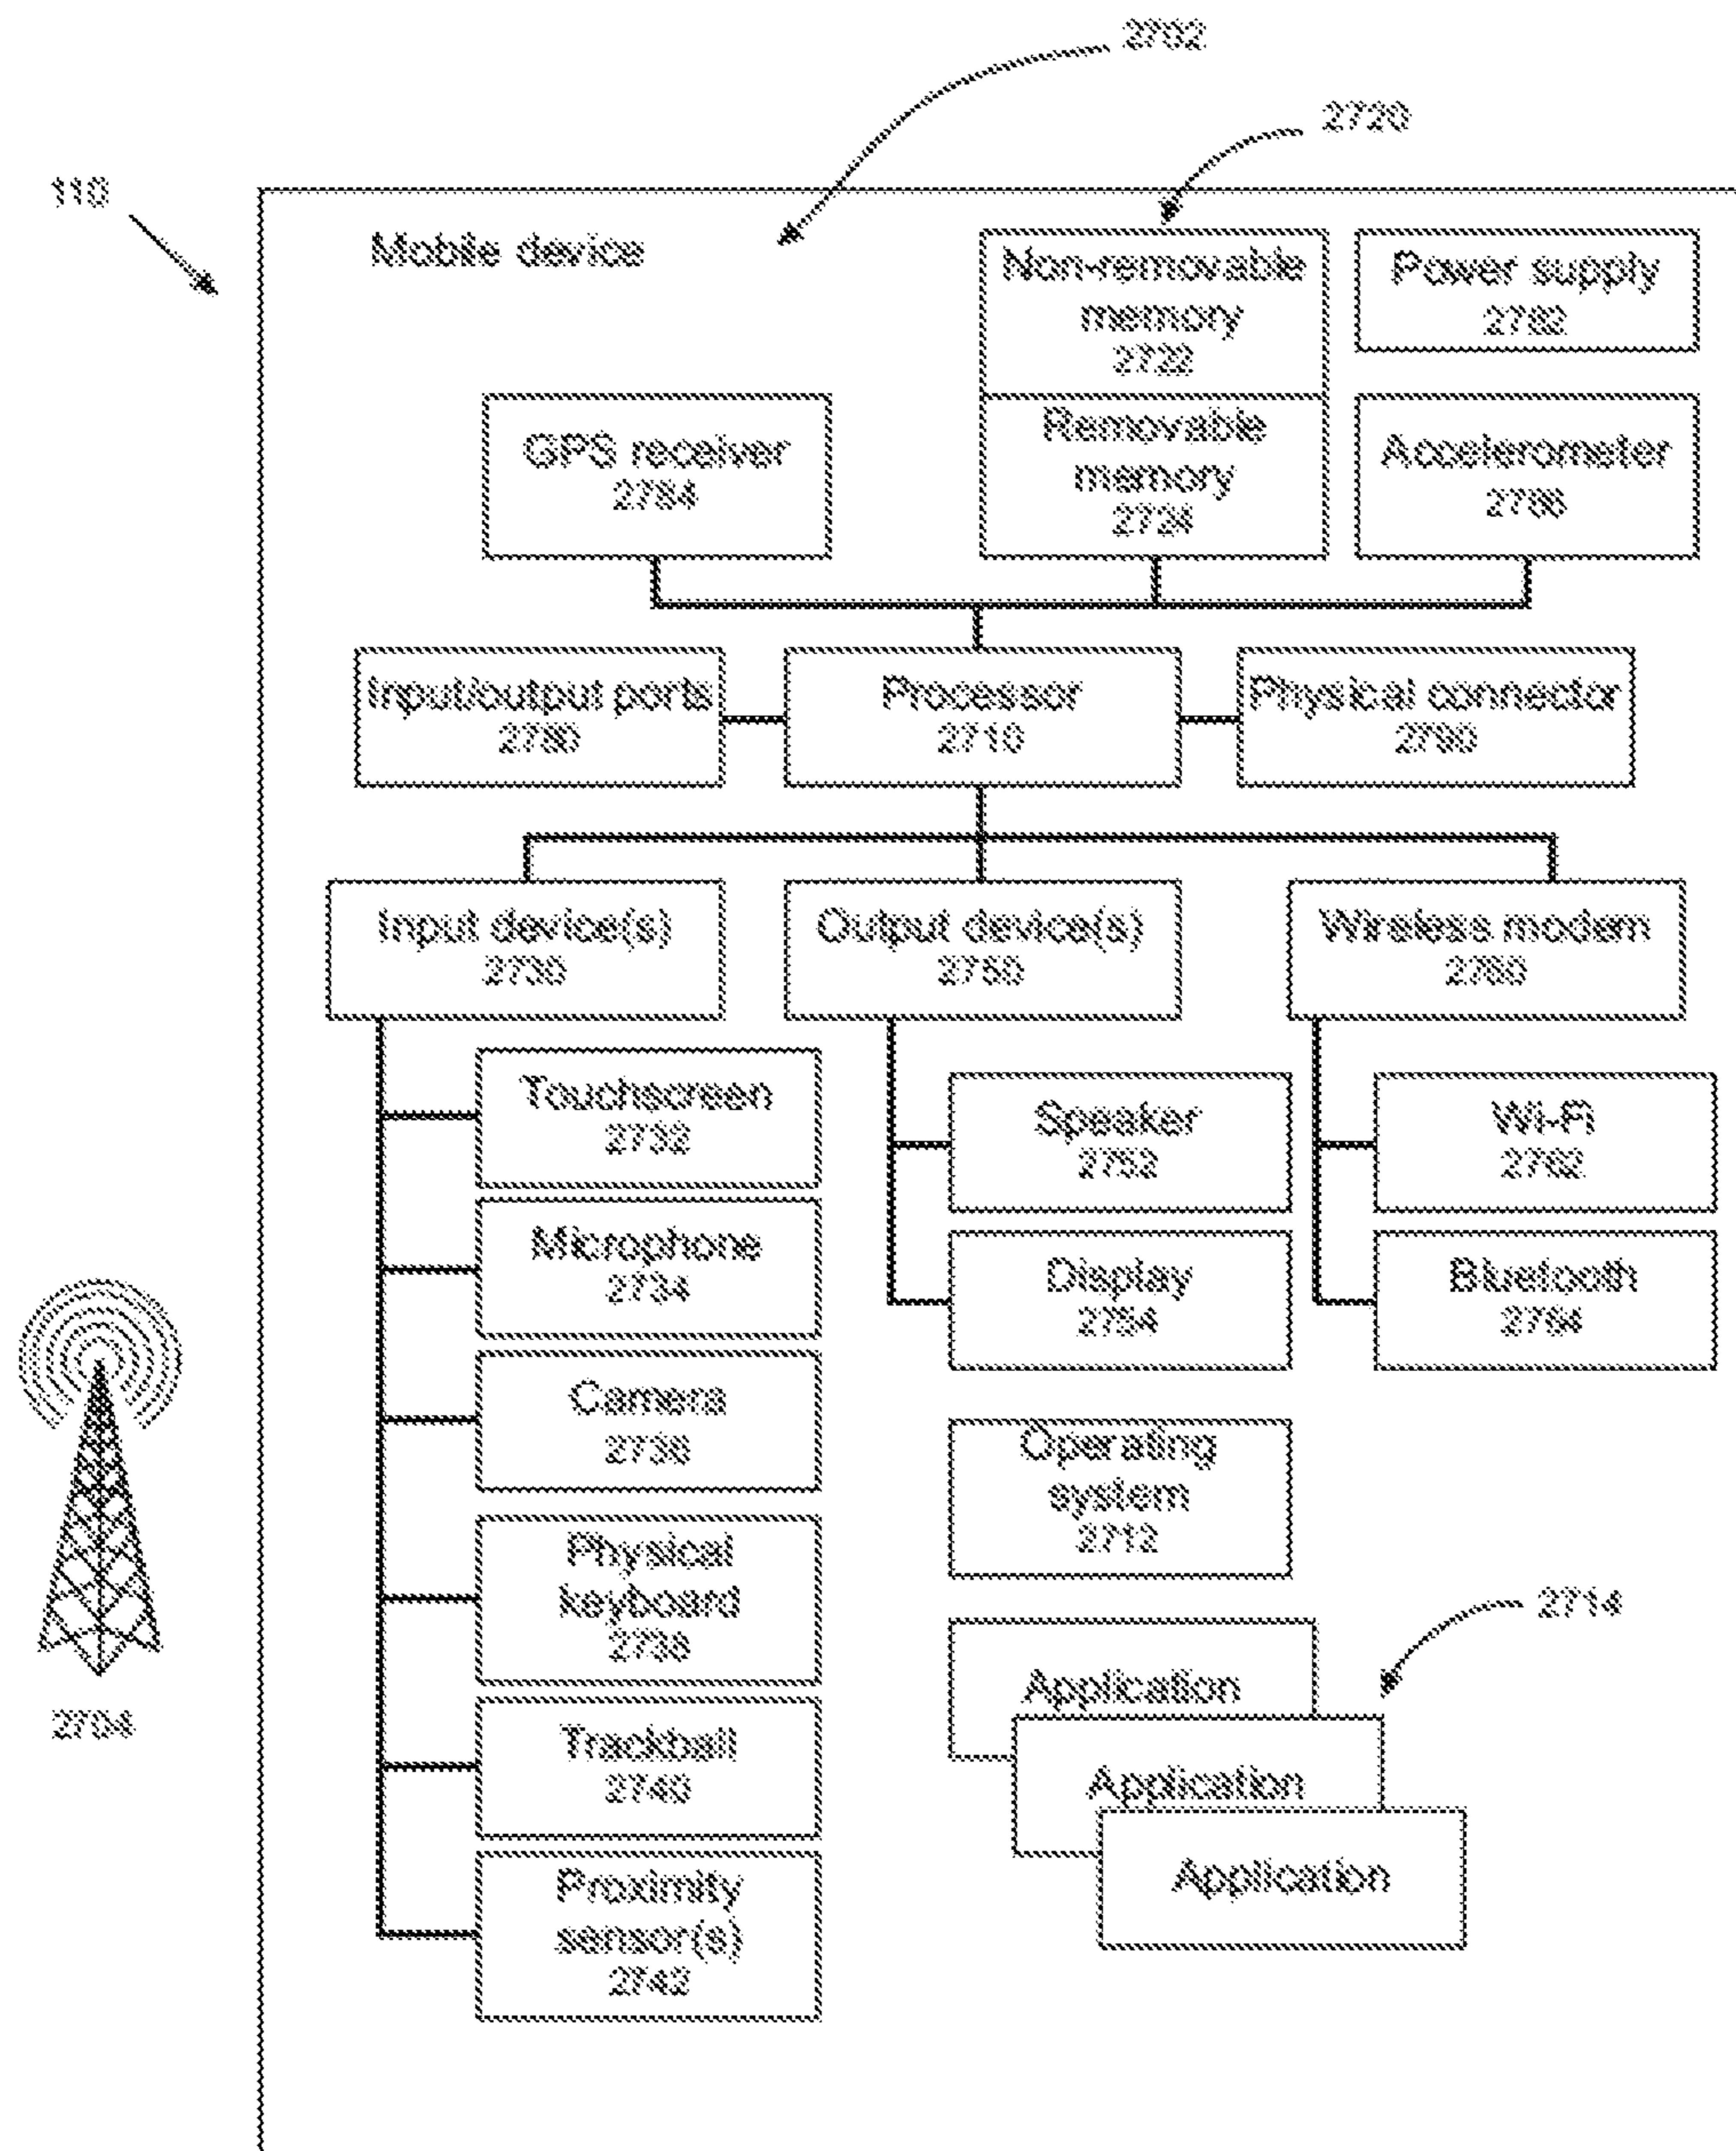 2702
2720
110
Mobile device
Non-removable
memory
2722
Power supply
2782
GPS receiver
2784
Removable
memory
2724
Accelerometer
2786
Input/output ports
2780
Processor
2710
Physical connector
2790
Input device(s)
2730
Output device(s)
2750
Wireless modem
2760
Touchscreen
2732
Speaker
2752
Wi-Fi
2762
Microphone
2734
Display
2754
Bluetooth
2764
Camera
2736
Operating
system
2712
Physical
keyboard
2738
2714
Application
2704
Trackball
2740
Application
Application
Proximity
sensor(s)
2742